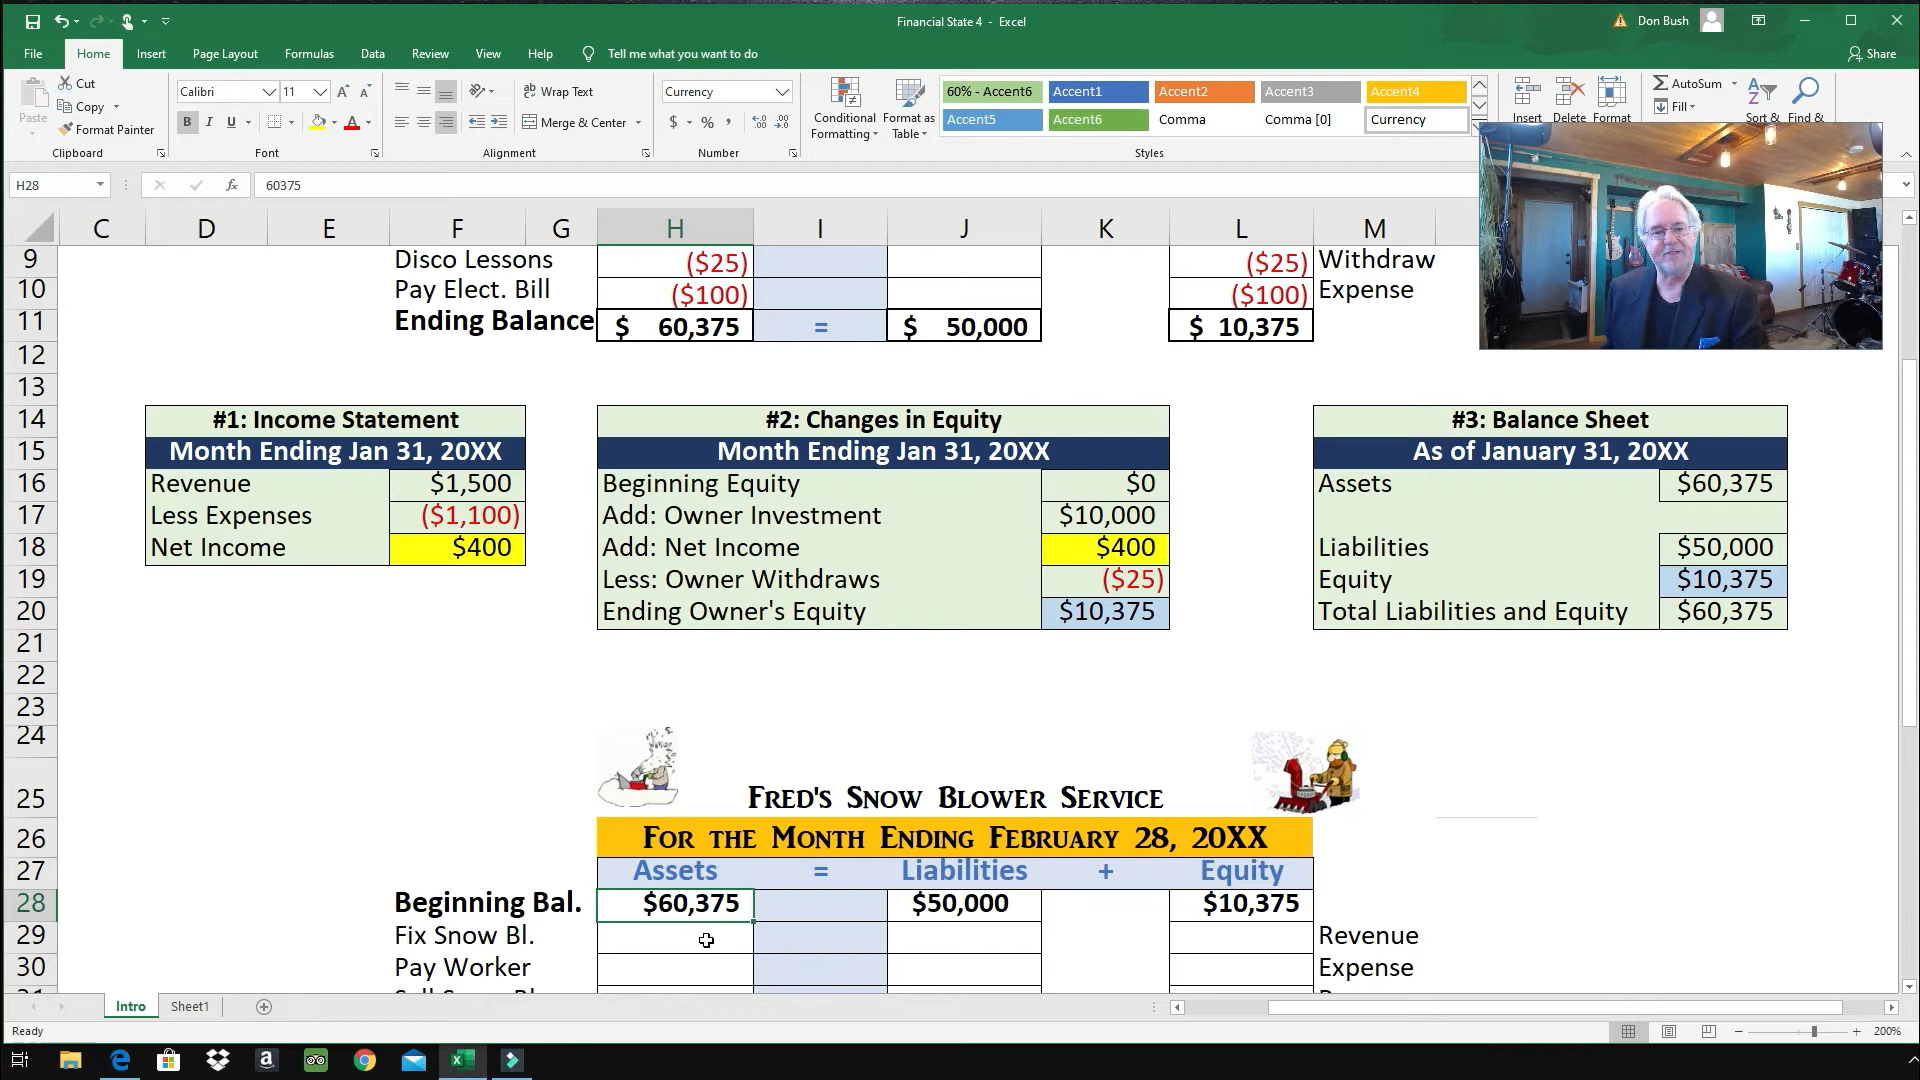 Financial State 4 - Excel
Don Bush
File Home Insert Page Layout Formulas Data Review View Help Tell me what you want to do Share
Paste
Cut
Copy
Format Painter
Clipboard
Calibri 11
B I U
Font
Wrap Text
Merge & Center
Alignment
Currency
$ % ,
Number
Conditional Formatting
Format as Table
60% - Accent6 Accent1 Accent2 Accent3 Accent4
Accent5 Accent6 Comma Comma [0] Currency
Styles
Insert Delete Format
AutoSum
Fill
Sort & Find &
H28 fx 60375
C D E F G H I J K L M
9 Disco Lessons ($25) ($25) Withdraw
10 Pay Elect. Bill ($100) ($100) Expense
11 Ending Balance $ 60,375 = $ 50,000 $ 10,375
12
13
14 #1: Income Statement #2: Changes in Equity #3: Balance Sheet
15 Month Ending Jan 31, 20XX Month Ending Jan 31, 20XX As of January 31, 20XX
16 Revenue $1,500 Beginning Equity $0 Assets $60,375
17 Less Expenses ($1,100) Add: Owner Investment $10,000
18 Net Income $400 Add: Net Income $400 Liabilities $50,000
19 Less: Owner Withdraws ($25) Equity $10,375
20 Ending Owner's Equity $10,375 Total Liabilities and Equity $60,375
21
22
23
24
25 Fred's Snow Blower Service
26 For the Month Ending February 28, 20XX
27 Assets = Liabilities + Equity
28 Beginning Bal. $60,375 $50,000 $10,375
29 Fix Snow Bl. Revenue
30 Pay Worker Expense
Intro Sheet1
Ready
200%